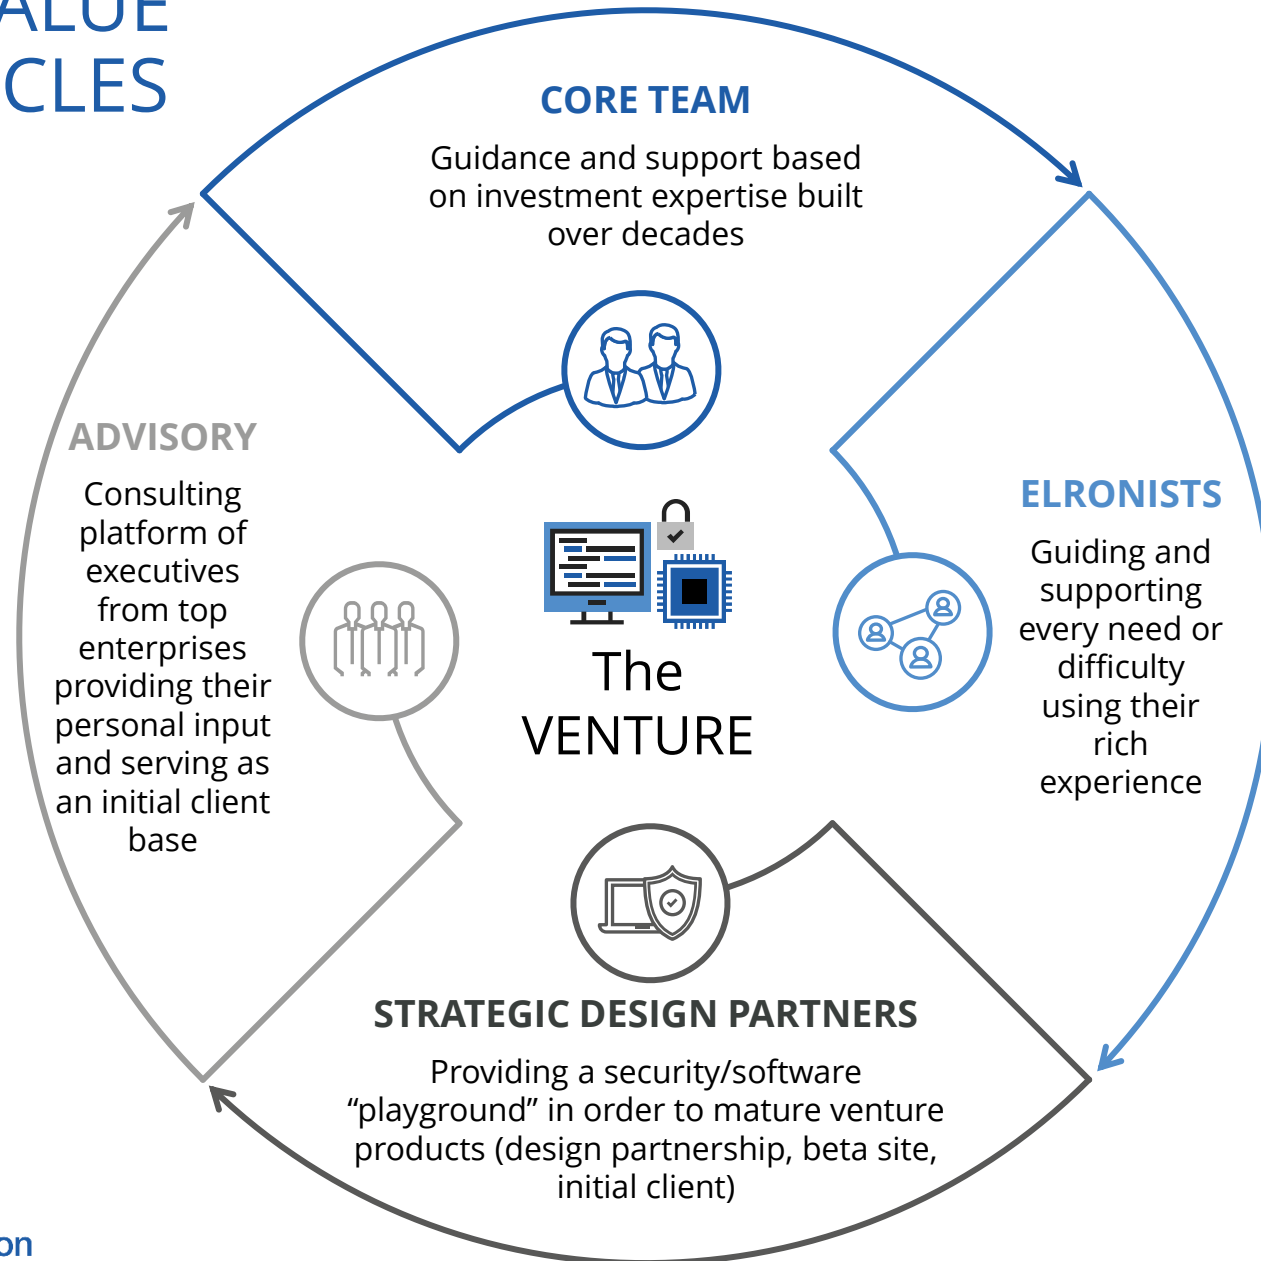 ALUE
CLES
CORE TEAM
Guidance and support based
on investment expertise built
over decades
ADVISORY
Consulting
platform of
executives
from top
enterprises
providing their
personal input
and serving as
an initial client
base
The
VENTURE
ELRONISTS
Guiding and
supporting
every need or
difficulty
using their
rich
experience
STRATEGIC DESIGN PARTNERS
Providing a security/software
“playground” in order to mature venture
products (design partnership, beta site,
initial client)
on